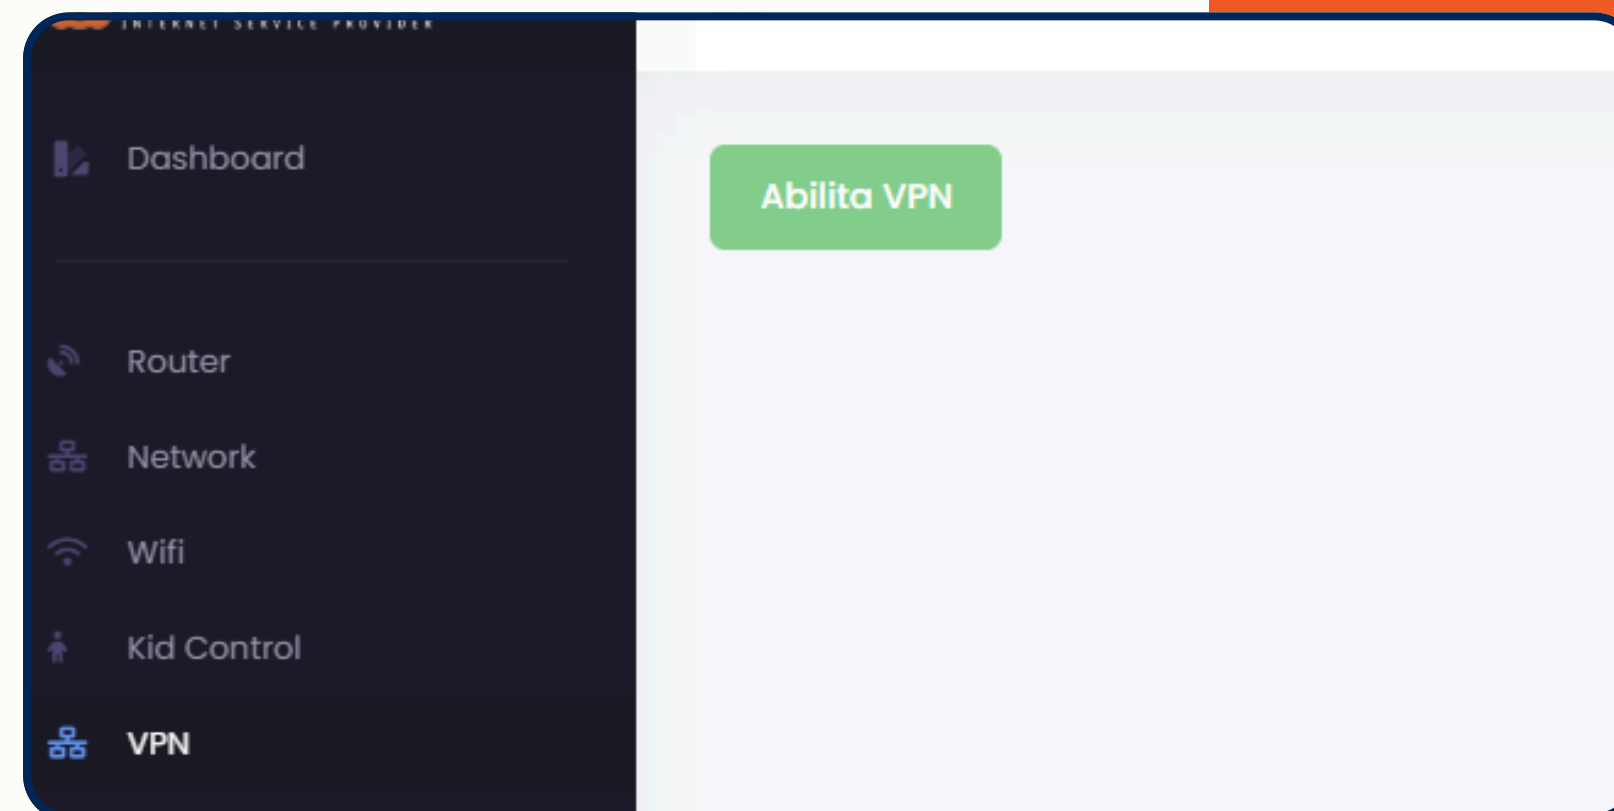 INTERNET SERVICE PROVIDER
Dashboard
Abilita VPN
Router
Network
Wifi
Kid Control
VPN